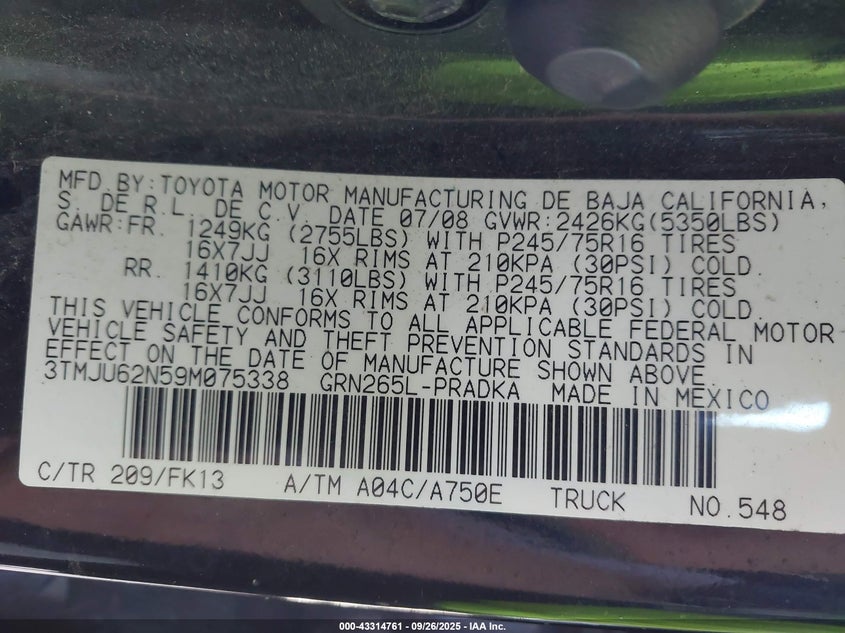 MFD. BY: TOYOTA MOTOR MANUFACTURING DE BAJA CALIFORNIA,
S. DE R.L. DE C.V. DATE 07/08 GVWR:2426KG(5350LBS)
GAWR:FR. 1249KG (2755LBS) WITH P245/75R16 TIRES
16X7JJ 16X RIMS AT 210KPA (30PSI) COLD.
RR. 1410KG (3110LBS) WITH P245/75R16 TIRES
16X7JJ 16X RIMS AT 210KPA (30PSI) COLD.
THIS VEHICLE CONFORMS TO ALL APPLICABLE FEDERAL MOTOR
VEHICLE SAFETY AND THEFT PREVENTION STANDARDS IN
EFFECT ON THE DATE OF MANUFACTURE SHOWN ABOVE.
3TMJU62N59M075338 GRN265L-PRADKA MADE IN MEXICO
C/TR 209/FK13 A/TM A04C/A750E TRUCK NO.548
000-43314761 - 09/26/2025 - IAA Inc.